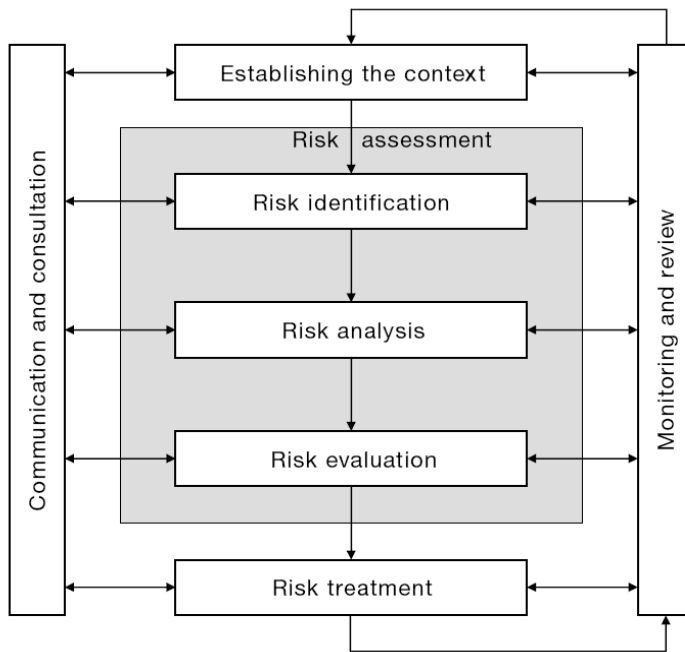 Establishing the context
Risk assessment
Risk identification
Risk analysis
Risk evaluation
Risk treatment
Communication and consultation
Monitoring and review